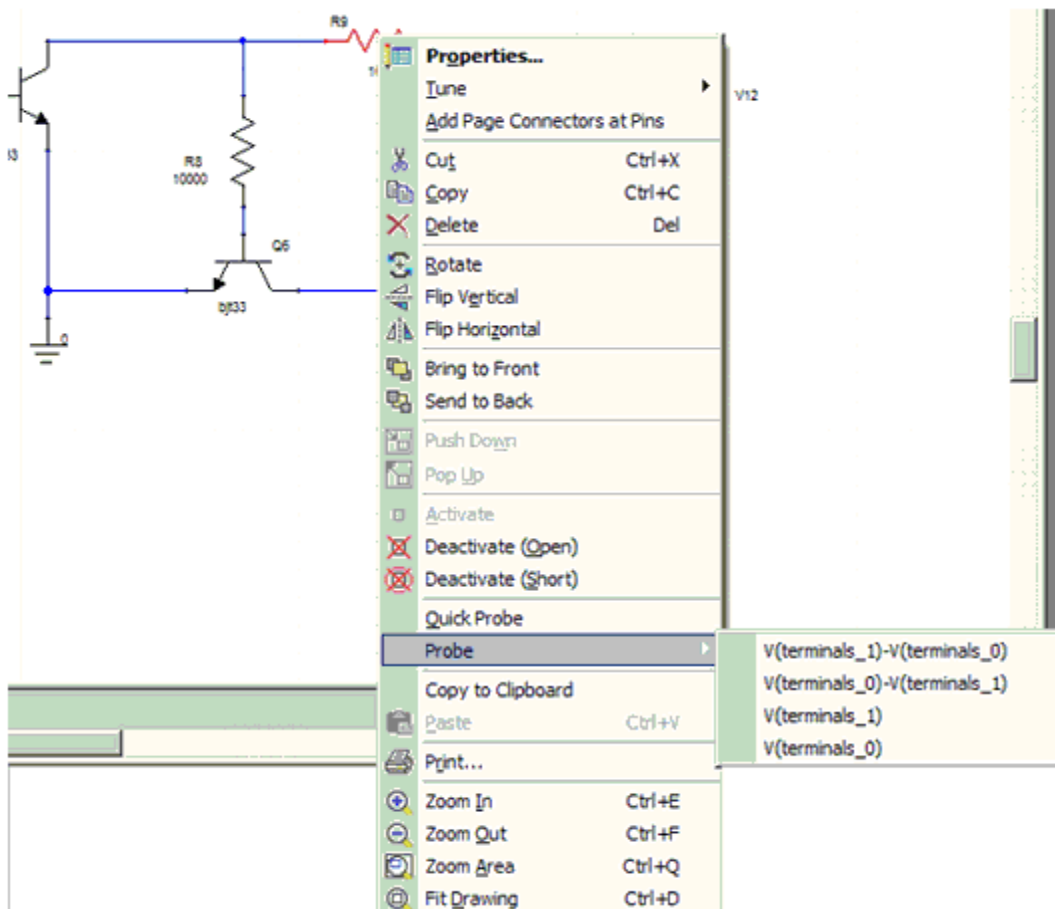 R9
Properties...
Tune
V12
Add Page Connectors at Pins
Cut Ctrl+X
R8
10000
Copy Ctrl+C
Delete Del
Q6
Rotate
Flip Vertical
bjt33
Flip Horizontal
0
Bring to Front
Send to Back
Push Down
Pop Up
Activate
Deactivate (Open)
Deactivate (Short)
Quick Probe
Probe
V(terminals_1)-V(terminals_0)
V(terminals_0)-V(terminals_1)
V(terminals_1)
V(terminals_0)
Copy to Clipboard
Paste Ctrl+V
Print...
Zoom In Ctrl+E
Zoom Out Ctrl+F
Zoom Area Ctrl+Q
Fit Drawing Ctrl+D